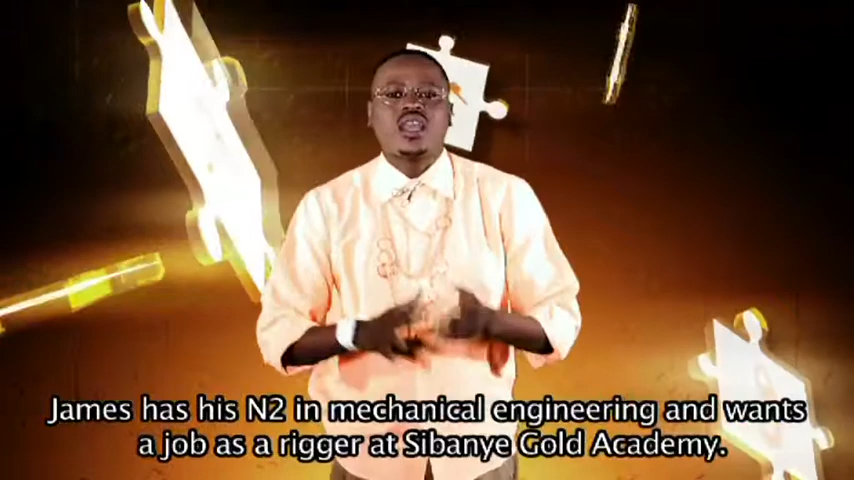 James has his N2 in mechanical engineering and wants
a job as a rigger at Sibanye Gold Academy.